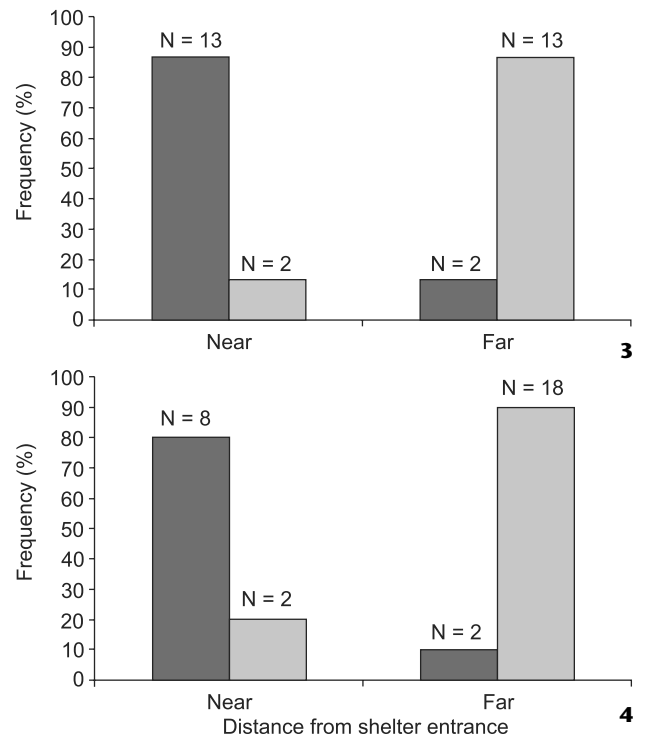 Frequency (%)
100
90
80
70
60
50
40
30
20
10
0
N = 13
N = 2
N = 2
N = 13
Near
Far
3
Frequency (%)
100
90
80
70
60
50
40
30
20
10
0
N = 8
N = 2
N = 2
N = 18
Near
Far
Distance from shelter entrance
4